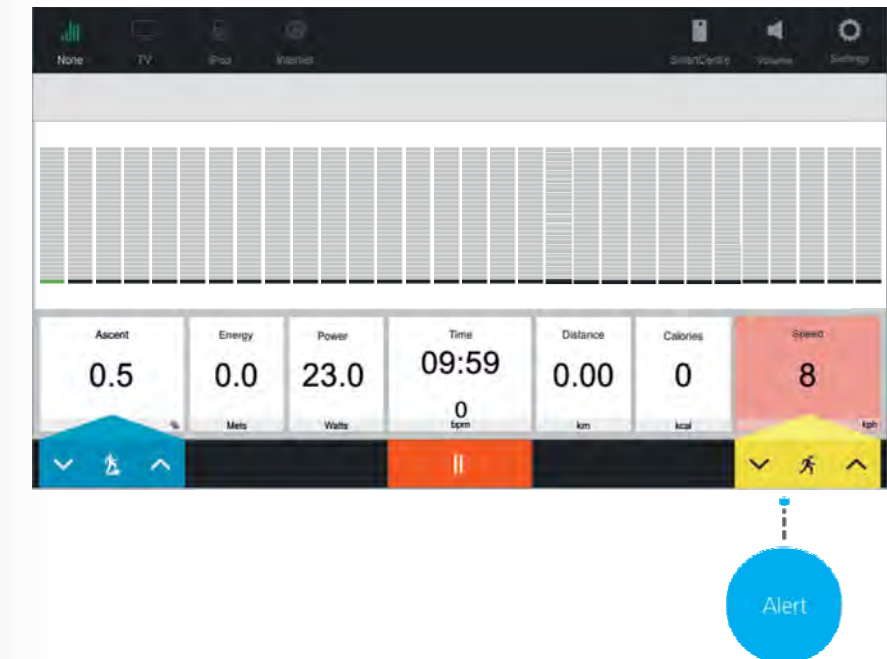 None TV iPod Internet SmartCentre Volume Settings
Ascent Energy Power Time Distance Calories Speed
0.5 0.0 23.0 09:59 0.00 0 8
0
% Mets Watts bpm km kcal kph
Alert